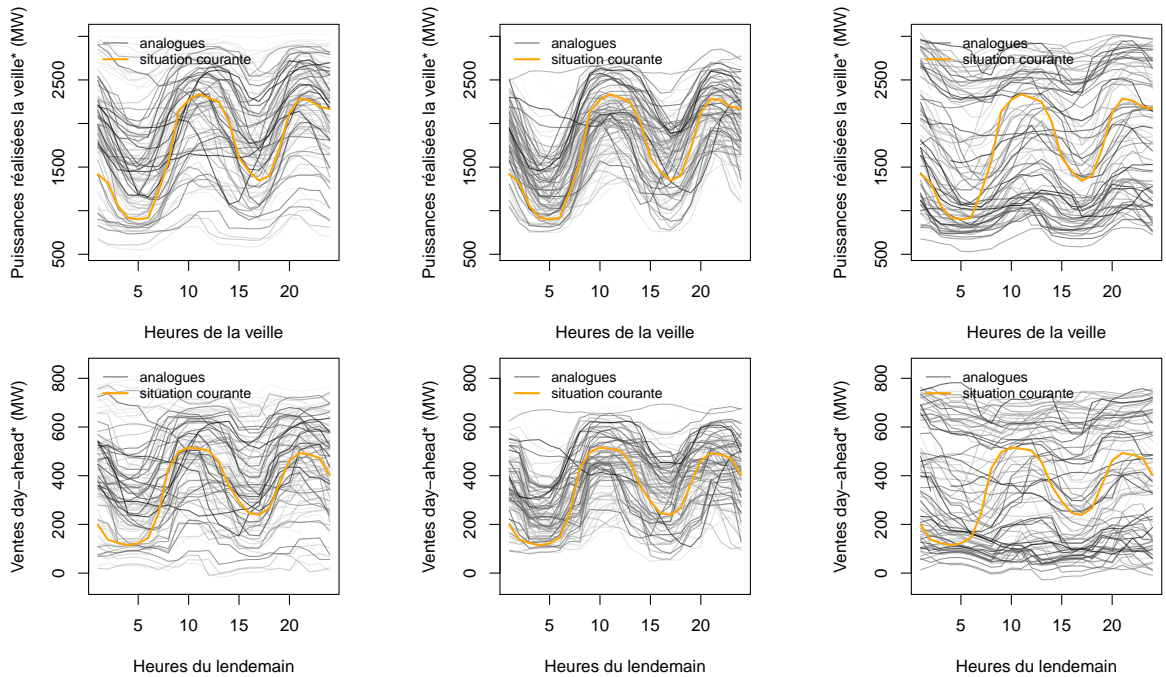 Puissances réalisées la veille* (MW)
500
1500
2500
analogues
situation courante
5
10
15
20
Heures de la veille
Puissances réalisées la veille* (MW)
500
1500
2500
analogues
situation courante
5
10
15
20
Heures de la veille
Puissances réalisées la veille* (MW)
500
1500
2500
analogues
situation courante
5
10
15
20
Heures de la veille
Ventes day−ahead* (MW)
0
200
400
600
800
analogues
situation courante
5
10
15
20
Heures du lendemain
Ventes day−ahead* (MW)
0
200
400
600
800
analogues
situation courante
5
10
15
20
Heures du lendemain
Ventes day−ahead* (MW)
0
200
400
600
800
analogues
situation courante
5
10
15
20
Heures du lendemain